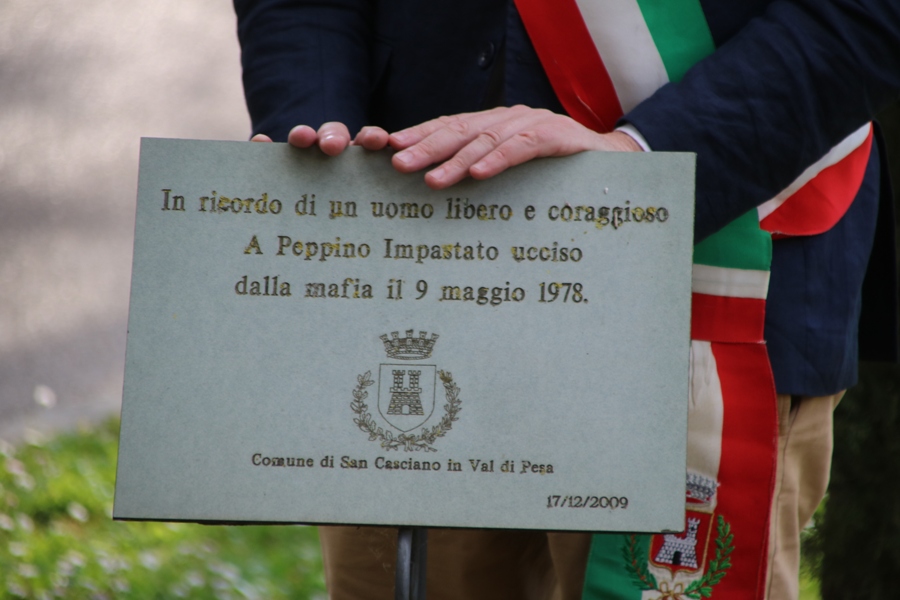 In ricordo di un uomo libero e coraggioso
A Peppino Impastato ucciso
dalla mafia il 9 maggio 1978.
Comune di San Casciano in Val di Pesa
17/12/2009